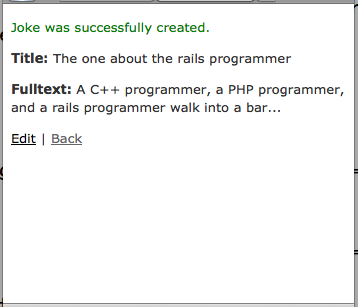 Joke was successfully created.
Title: The one about the rails programmer
Fulltext: A C++ programmer, a PHP programmer,
and a rails programmer walk into a bar...
Edit | Back